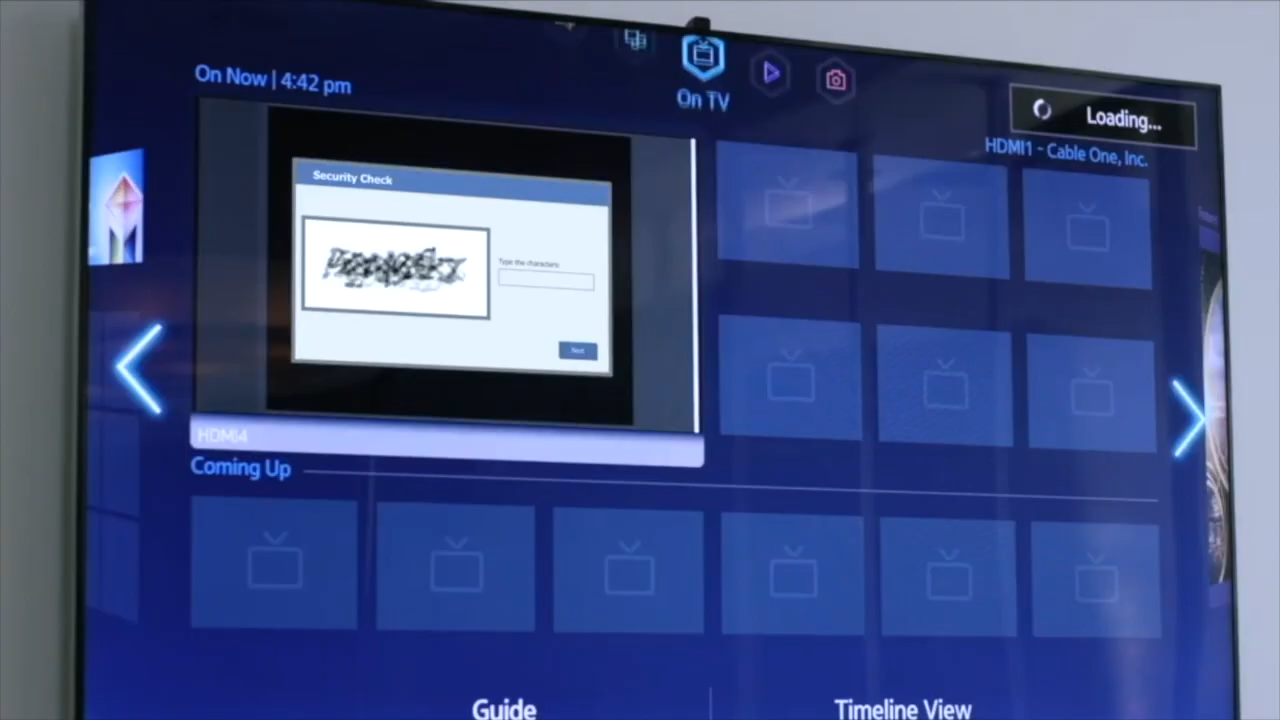 On Now | 4:42 pm
On TV
Loading...
HDMI1 - Cable One, Inc.
Security Check
Type the characters:
Next
HDMI4
Coming Up
Guide
Timeline View